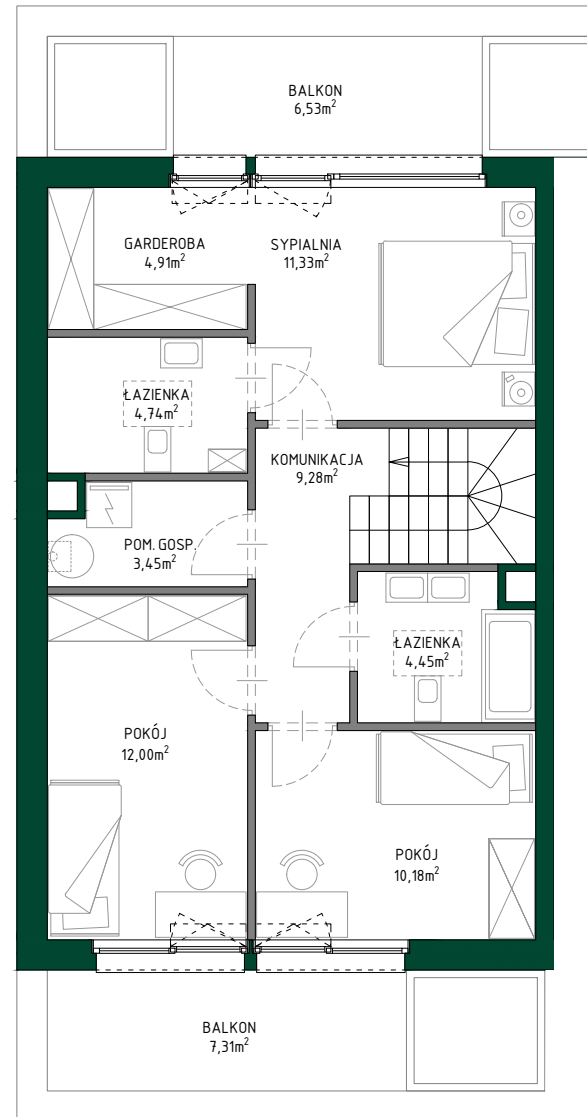 BALKON
6,53m²
GARDEROBA
4,91m²
SYPIALNIA
11,33m²
ŁAZIENKA
4,74m²
KOMUNIKACJA
9,28m²
POM. GOSP.
3,45m²
ŁAZIENKA
4,45m²
POKÓJ
12,00m²
POKÓJ
10,18m²
BALKON
7,31m²